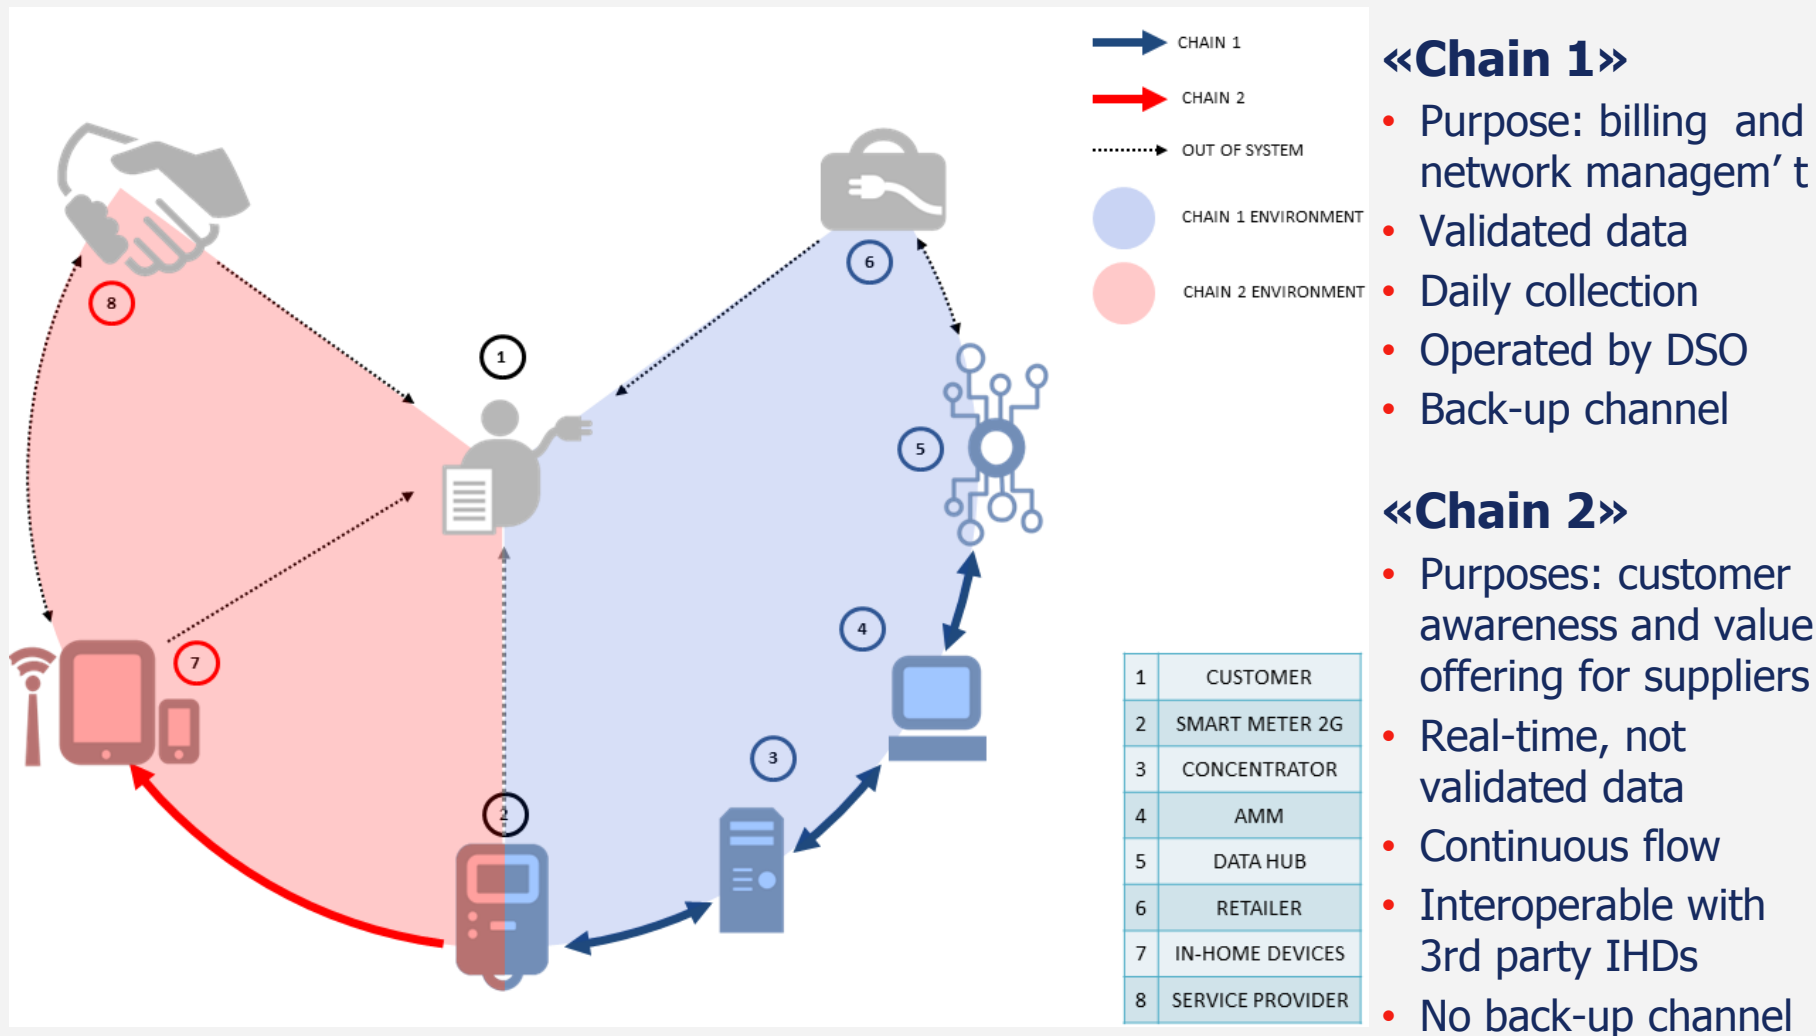 CHAIN 1
CHAIN 2
OUT OF SYSTEM
CHAIN 1 ENVIRONMENT
CHAIN 2 ENVIRONMENT
8
6
1
5
4
7
3
2
1 CUSTOMER
2 SMART METER 2G
3 CONCENTRATOR
4 AMM
5 DATA HUB
6 RETAILER
7 IN-HOME DEVICES
8 SERVICE PROVIDER
«Chain 1»
• Purpose: billing and
network managem’ t
• Validated data
• Daily collection
• Operated by DSO
• Back-up channel
«Chain 2»
• Purposes: customer
awareness and value
offering for suppliers
• Real-time, not
validated data
• Continuous flow
• Interoperable with
3rd party IHDs
• No back-up channel